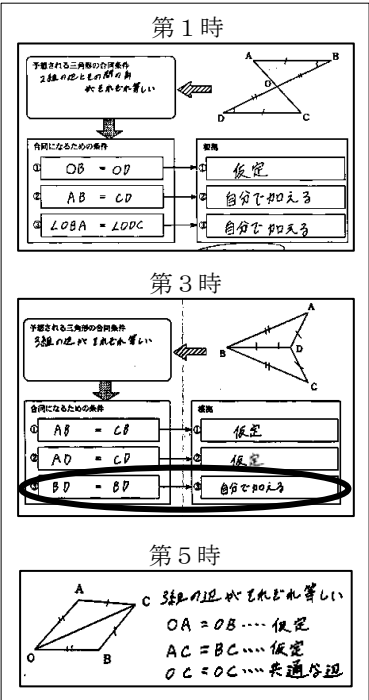 第1時
予想される三角形の合同条件
2組の辺とその間の角
がそれぞれ等しい
A
B
O
D
C
合同になるための条件
根拠
① OB = OD
① 仮定
② AB = CD
② 自分で加える
③ ∠OBA = ∠ODC
③ 自分で加える
第3時
予想される三角形の合同条件
3組の辺がそれぞれ等しい
A
B
D
C
合同になるための条件
根拠
① AB = CB
① 仮定
② AD = CD
② 仮定
③ BD = BD
③ 自分で加える
第5時
A
C
O
B
3組の辺がそれぞれ等しい
OA = OB ‥‥ 仮定
AC = BC ‥‥ 仮定
OC = OC ‥‥ 共通な辺